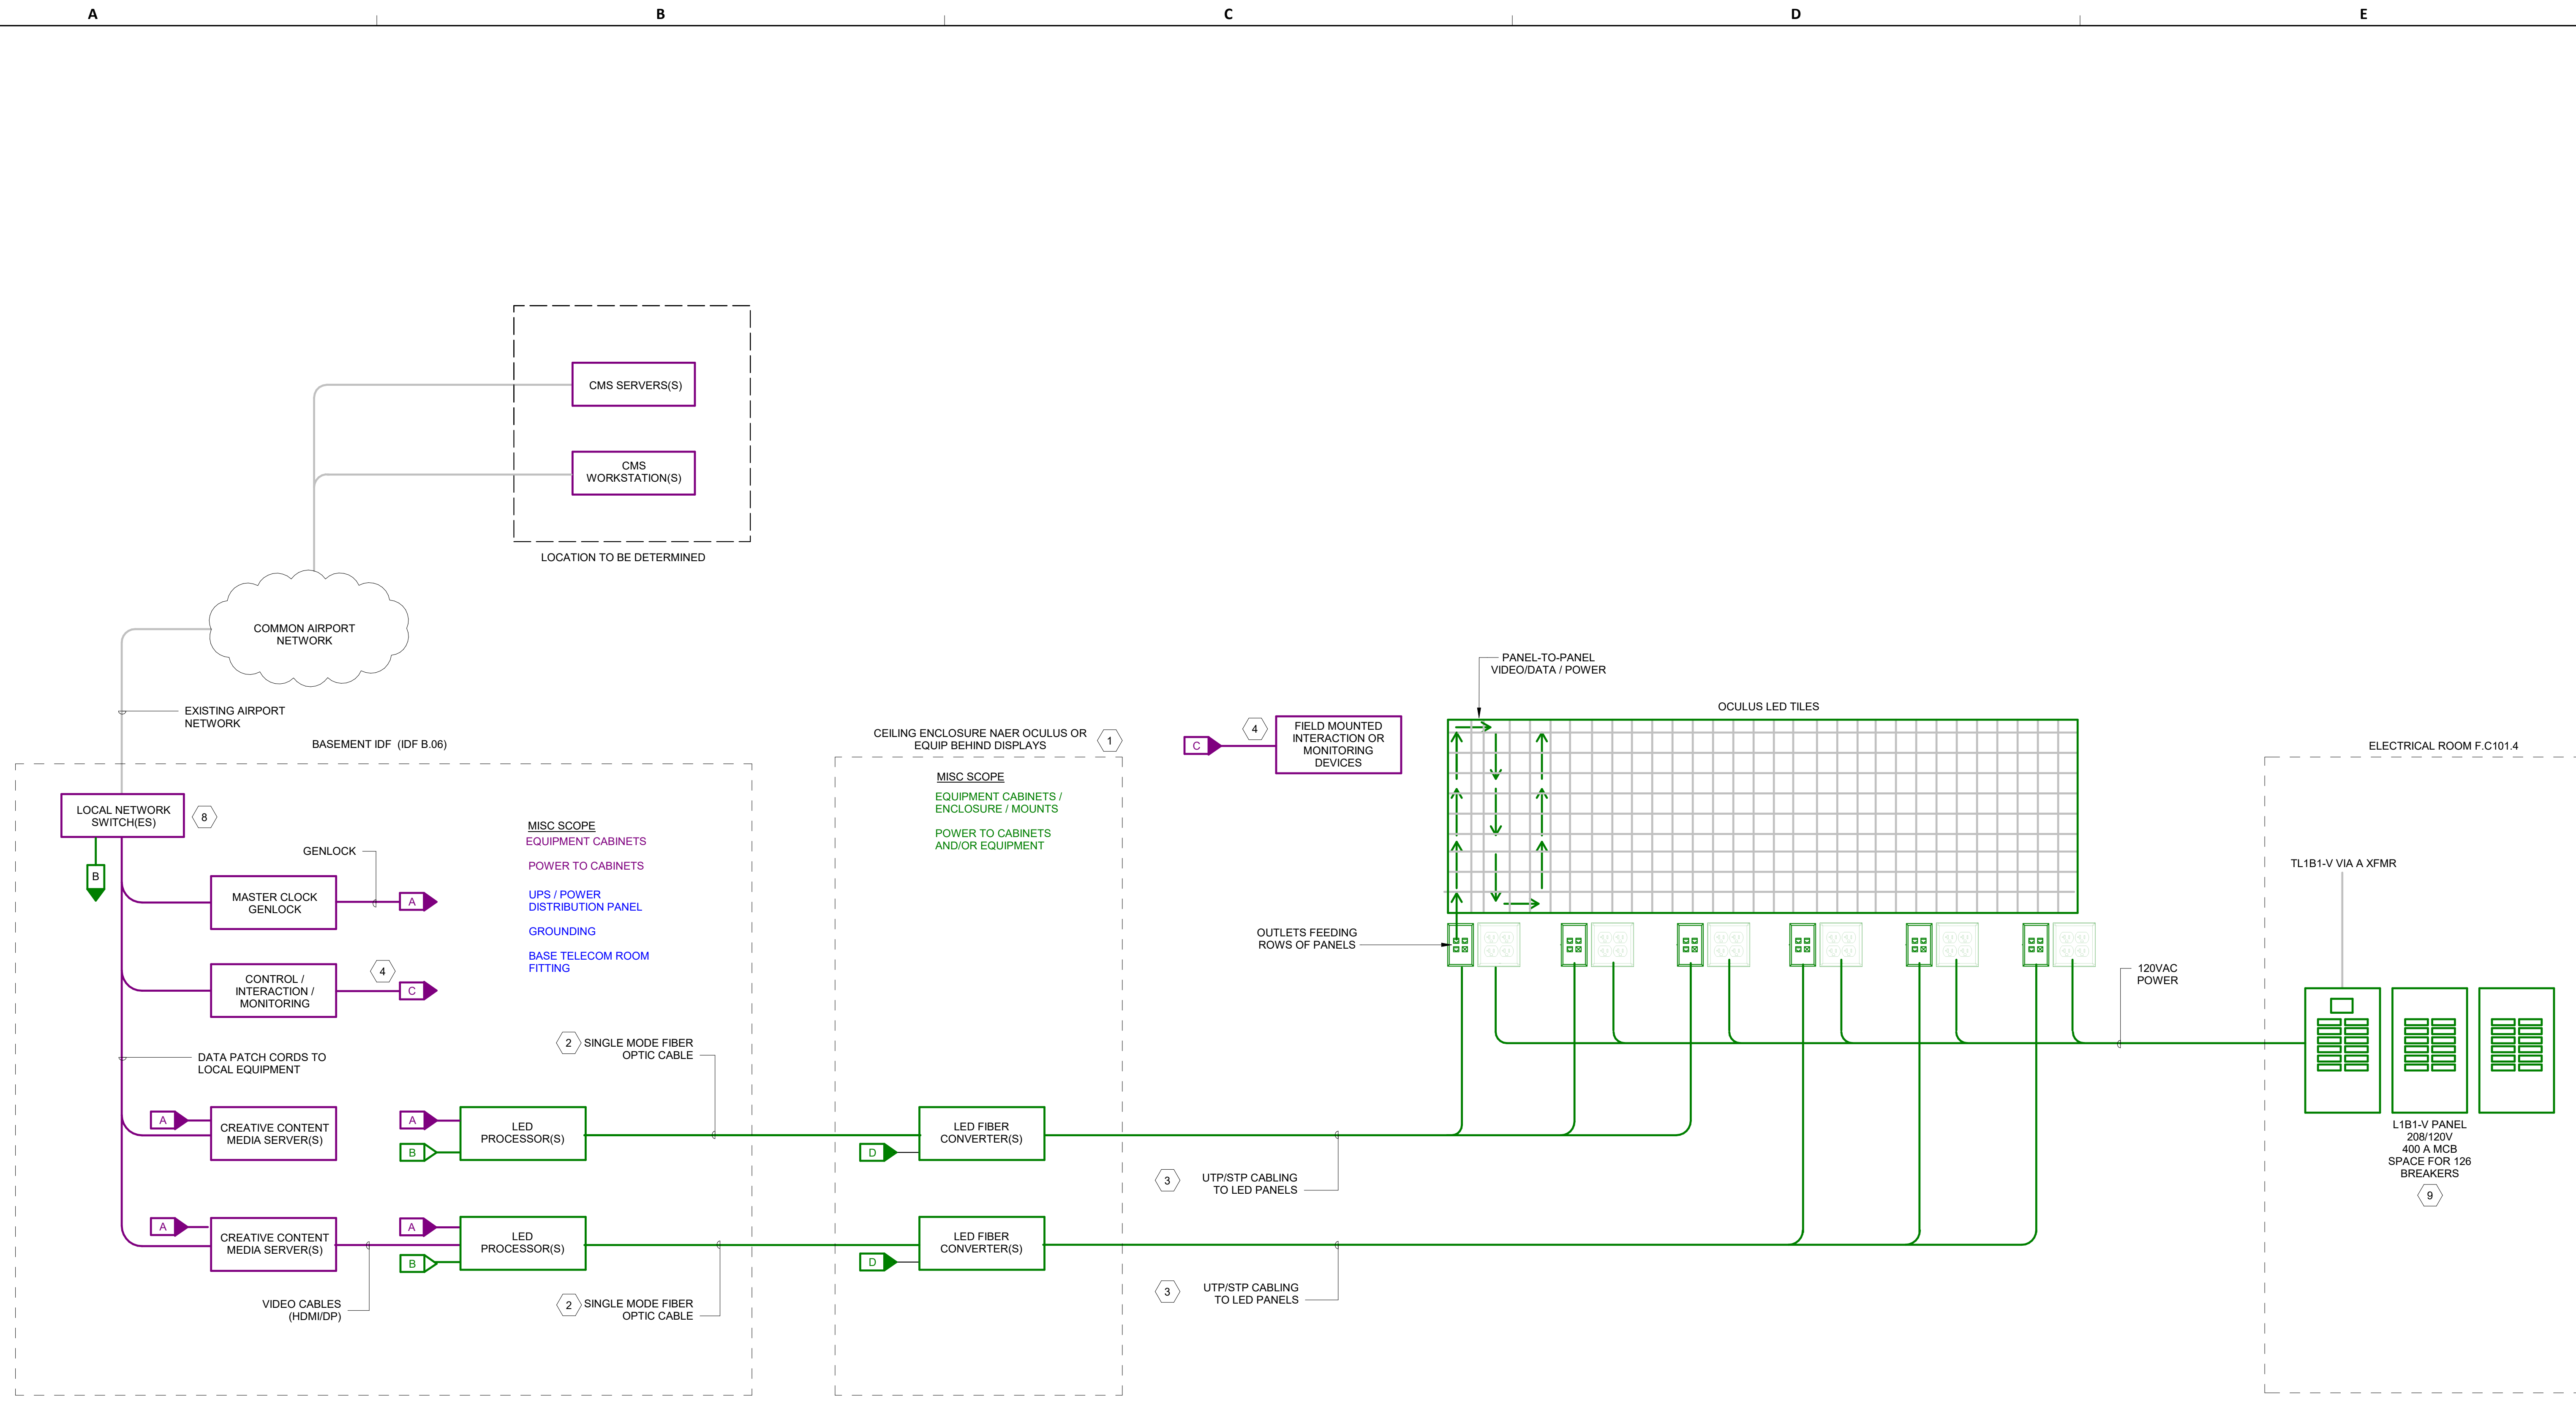 A
B
C
D
E
CMS SERVERS(S)
CMS
WORKSTATION(S)
LOCATION TO BE DETERMINED
COMMON AIRPORT
NETWORK
EXISTING AIRPORT
NETWORK
BASEMENT IDF (IDF B.06)
LOCAL NETWORK
SWITCH(ES)
8
B
GENLOCK
MASTER CLOCK
GENLOCK
A
CONTROL /
INTERACTION /
MONITORING
4
C
MISC SCOPE
EQUIPMENT CABINETS
POWER TO CABINETS
UPS / POWER
DISTRIBUTION PANEL
GROUNDING
BASE TELECOM ROOM
FITTING
DATA PATCH CORDS TO
LOCAL EQUIPMENT
2
SINGLE MODE FIBER
OPTIC CABLE
A
CREATIVE CONTENT
MEDIA SERVER(S)
A
B
LED
PROCESSOR(S)
A
CREATIVE CONTENT
MEDIA SERVER(S)
A
B
LED
PROCESSOR(S)
VIDEO CABLES
(HDMI/DP)
2
SINGLE MODE FIBER
OPTIC CABLE
CEILING ENCLOSURE NAER OCULUS OR
EQUIP BEHIND DISPLAYS
1
MISC SCOPE
EQUIPMENT CABINETS /
ENCLOSURE / MOUNTS
POWER TO CABINETS
AND/OR EQUIPMENT
D
LED FIBER
CONVERTER(S)
D
LED FIBER
CONVERTER(S)
C
4
FIELD MOUNTED
INTERACTION OR
MONITORING
DEVICES
PANEL-TO-PANEL
VIDEO/DATA / POWER
OCULUS LED TILES
OUTLETS FEEDING
ROWS OF PANELS
3
UTP/STP CABLING
TO LED PANELS
3
UTP/STP CABLING
TO LED PANELS
120VAC
POWER
ELECTRICAL ROOM F.C101.4
TL1B1-V VIA A XFMR
L1B1-V PANEL
208/120V
400 A MCB
SPACE FOR 126
BREAKERS
9